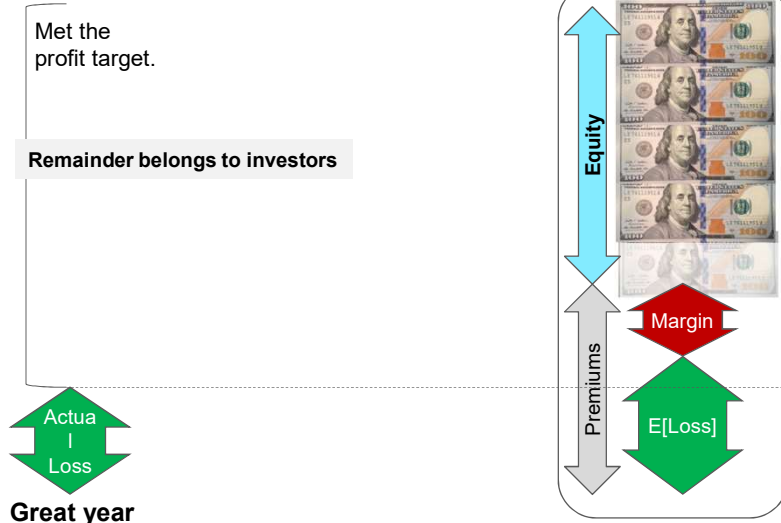 Met the
profit target.
Remainder belongs to investors
Equity
Margin
Premiums
E[Loss]
Actua
l
Loss
Great year